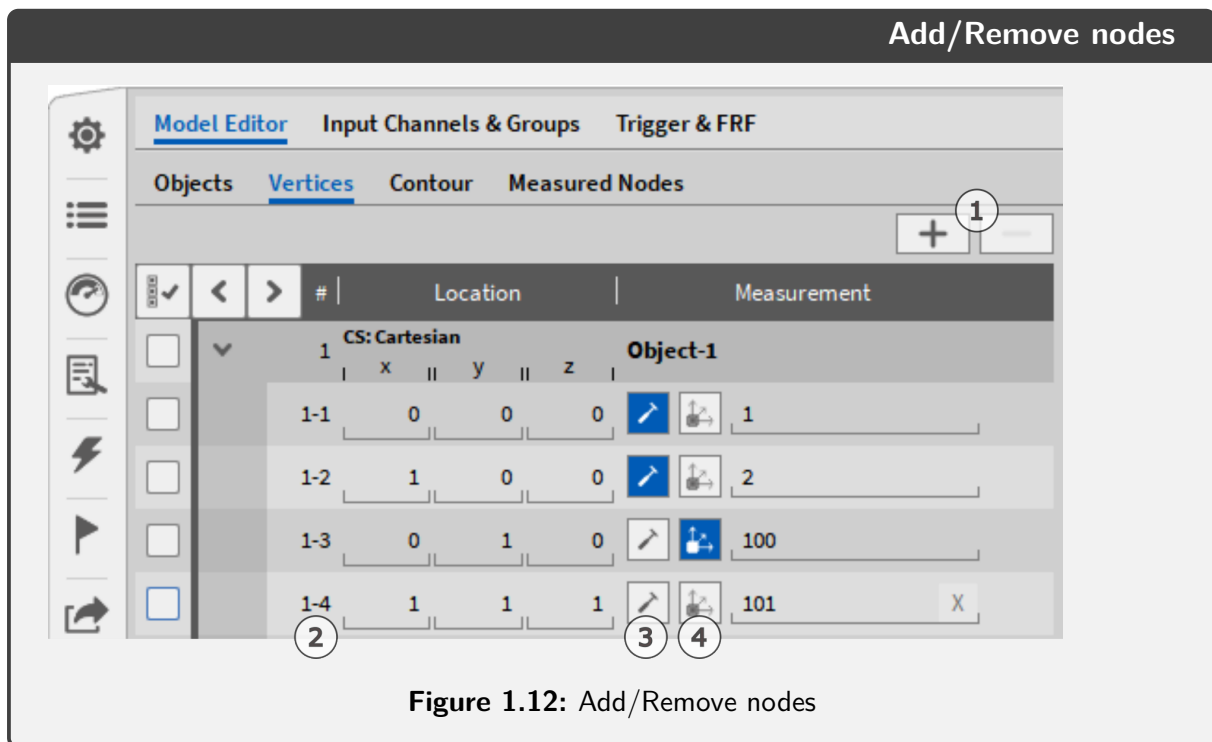 Add/Remove nodes
Model Editor Input Channels & Groups Trigger & FRF
Objects Vertices Contour Measured Nodes
1
# Location Measurement
1 CS: Cartesian Object-1
x y z
1-1 0 0 0 1
1-2 1 0 0 2
1-3 0 1 0 100
1-4 1 1 1 101 X
2 3 4
Figure 1.12: Add/Remove nodes